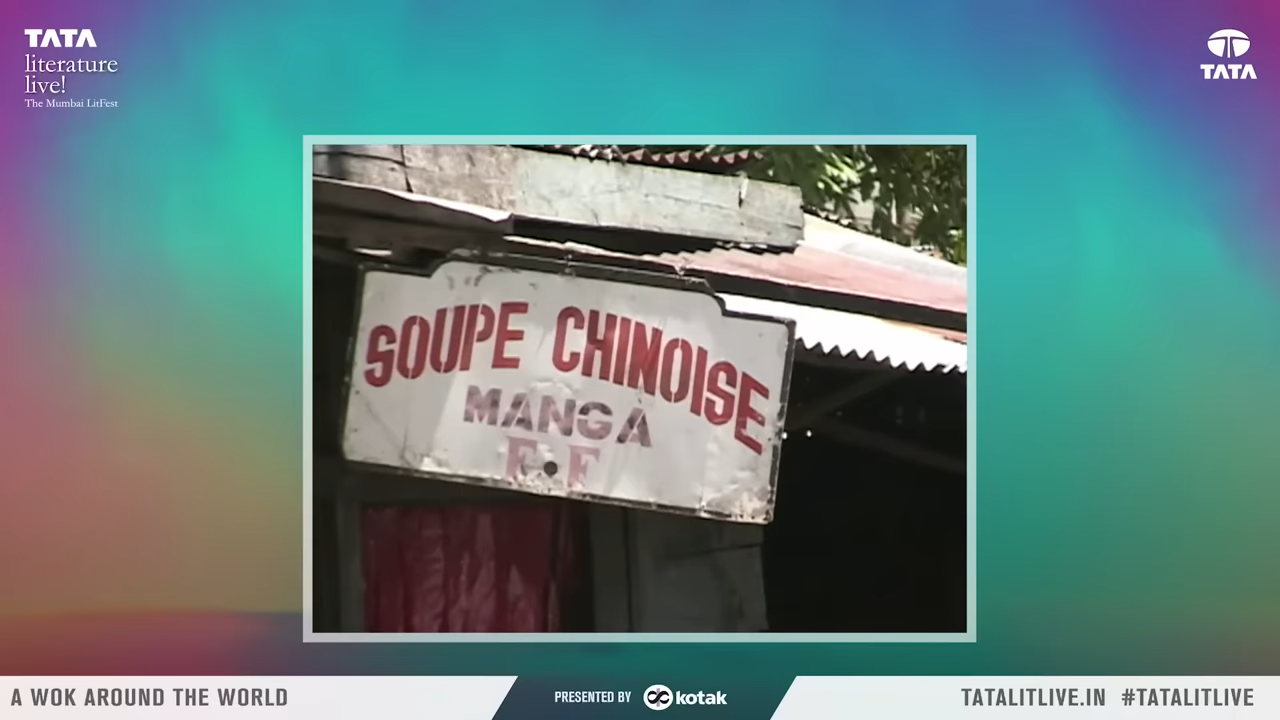 TATA
literature
live!
The Mumbai LitFest
TATA
SOUPE CHINOISE
MANGA
F.F
A WOK AROUND THE WORLD
PRESENTED BY kotak
TATALITLIVE.IN #TATALITLIVE